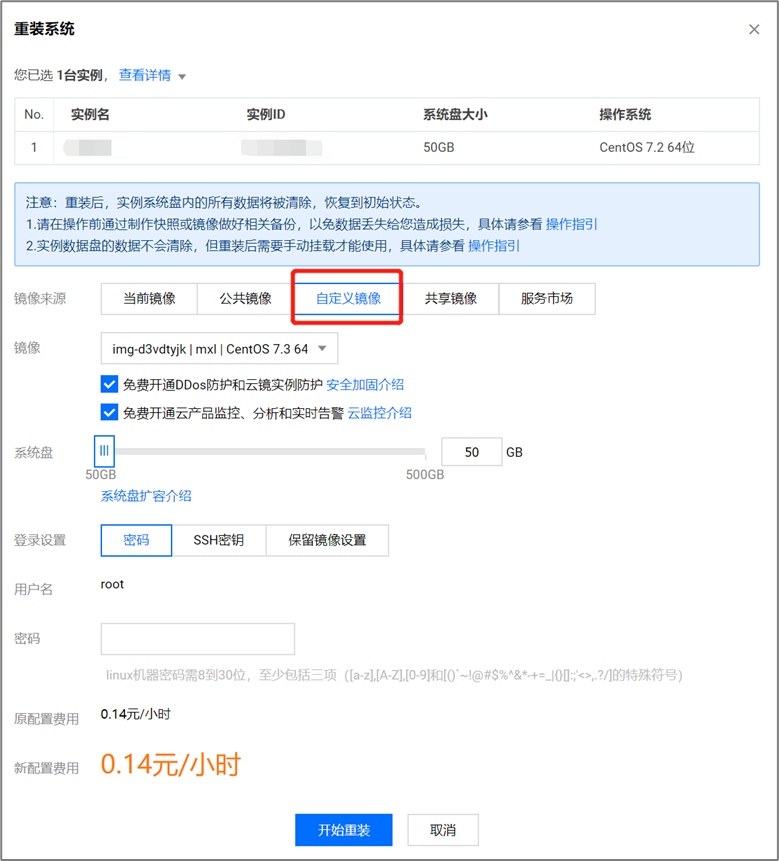 重装系统
您已选 1台实例， 查看详情
No. 实例名 实例ID 系统盘大小 操作系统
1 50GB CentOS 7.2 64位
注意：重装后，实例系统盘内的所有数据将被清除，恢复到初始状态。
1.请在操作前通过制作快照或镜像做好相关备份，以免数据丢失给您造成损失，具体请参看 操作指引
2.实例数据盘的数据不会清除，但重装后需要手动挂载才能使用，具体请参看 操作指引
镜像来源 当前镜像 公共镜像 自定义镜像 共享镜像 服务市场
镜像 img-d3vdtyjk | mxl | CentOS 7.3 64
免费开通DDos防护和云镜实例防护 安全加固介绍
免费开通云产品监控、分析和实时告警 云监控介绍
系统盘 50 GB
50GB 500GB
系统盘扩容介绍
登录设置 密码 SSH密钥 保留镜像设置
用户名 root
密码
linux机器密码需8到30位，至少包括三项（[a-z],[A-Z],[0-9]和[()`~!@#$%^&*-+=_|{}[]:;'<>,.?/]的特殊符号）
原配置费用 0.14元/小时
新配置费用 0.14元/小时
开始重装 取消